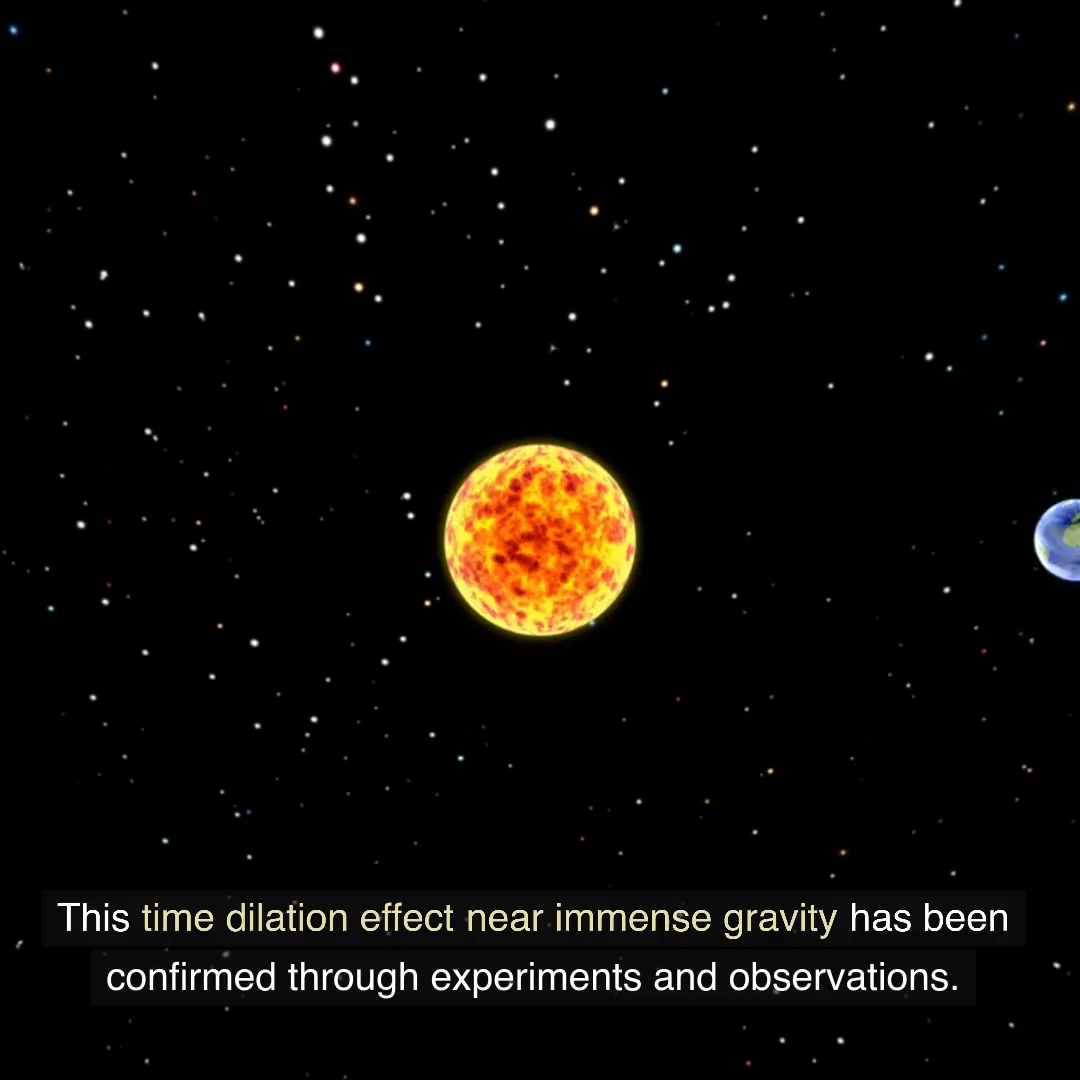 This time dilation effect near immense gravity has been
confirmed through experiments and observations.